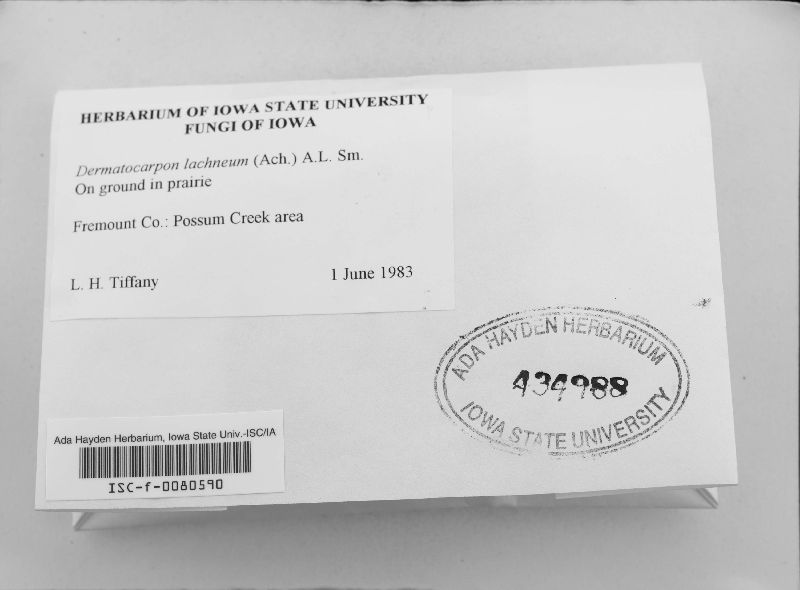 HERBARIUM OF IOWA STATE UNIVERSITY
FUNGI OF IOWA
Dermatocarpon lachneum (Ach.) A.L. Sm.
On ground in prairie
Fremount Co.: Possum Creek area
L. H. Tiffany 1 June 1983
ADA HAYDEN HERBARIUM
434988
IOWA STATE UNIVERSITY
Ada Hayden Herbarium, Iowa State Univ.-ISC/IA
ISC-f-0080590